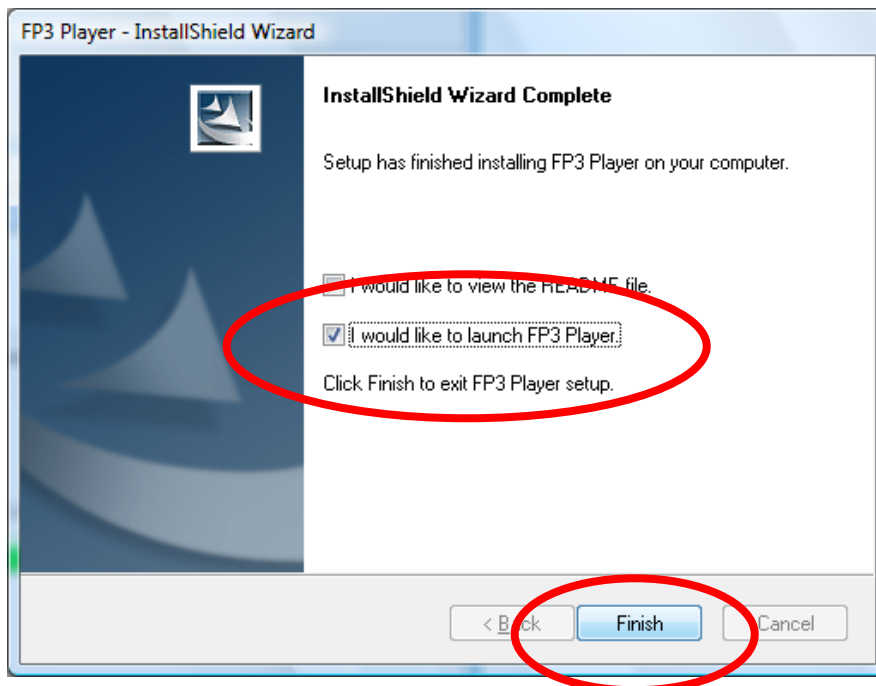 FP3 Player - InstallShield Wizard
InstallShield Wizard Complete
Setup has finished installing FP3 Player on your computer.
I would like to view the README file.
I would like to launch FP3 Player.
Click Finish to exit FP3 Player setup.
< Back Finish Cancel